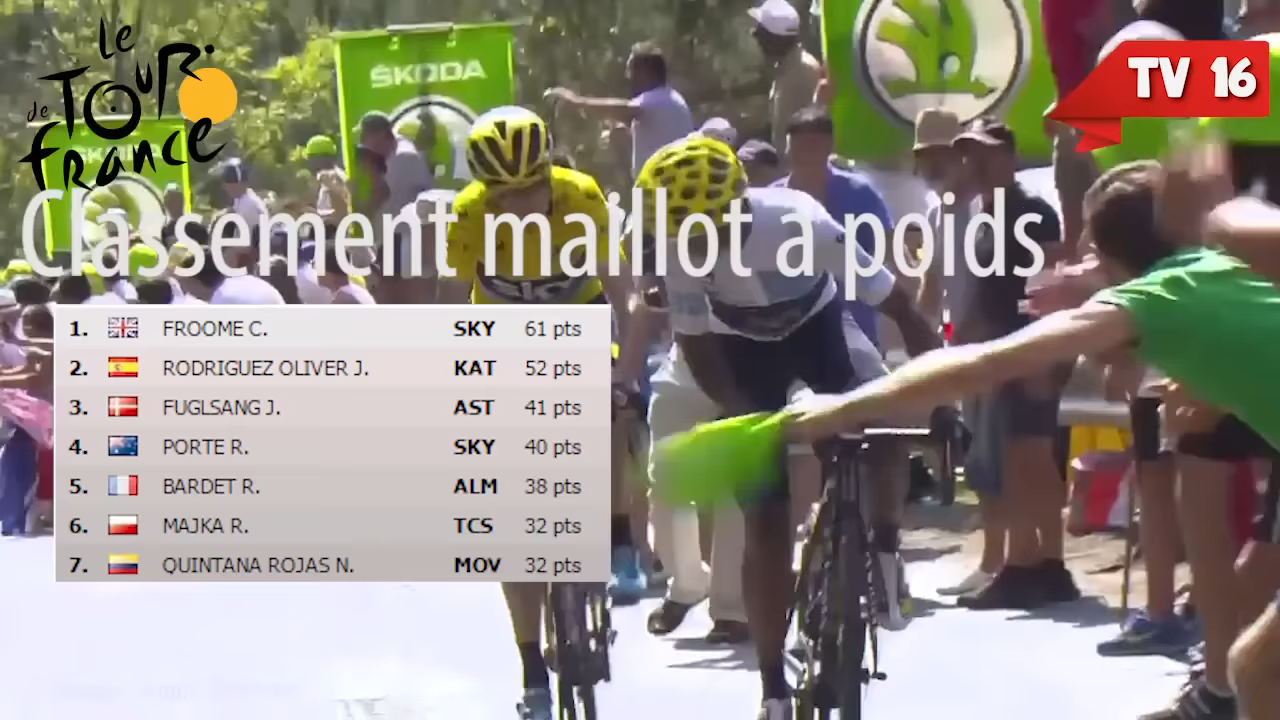 Le
TOUR
de
FRANCE
ŠKODA
TV 16
Classement maillot a poids
SKY
1. FROOME C. SKY 61 pts
2. RODRIGUEZ OLIVER J. KAT 52 pts
3. FUGLSANG J. AST 41 pts
4. PORTE R. SKY 40 pts
5. BARDET R. ALM 38 pts
6. MAJKA R. TCS 32 pts
7. QUINTANA ROJAS N. MOV 32 pts